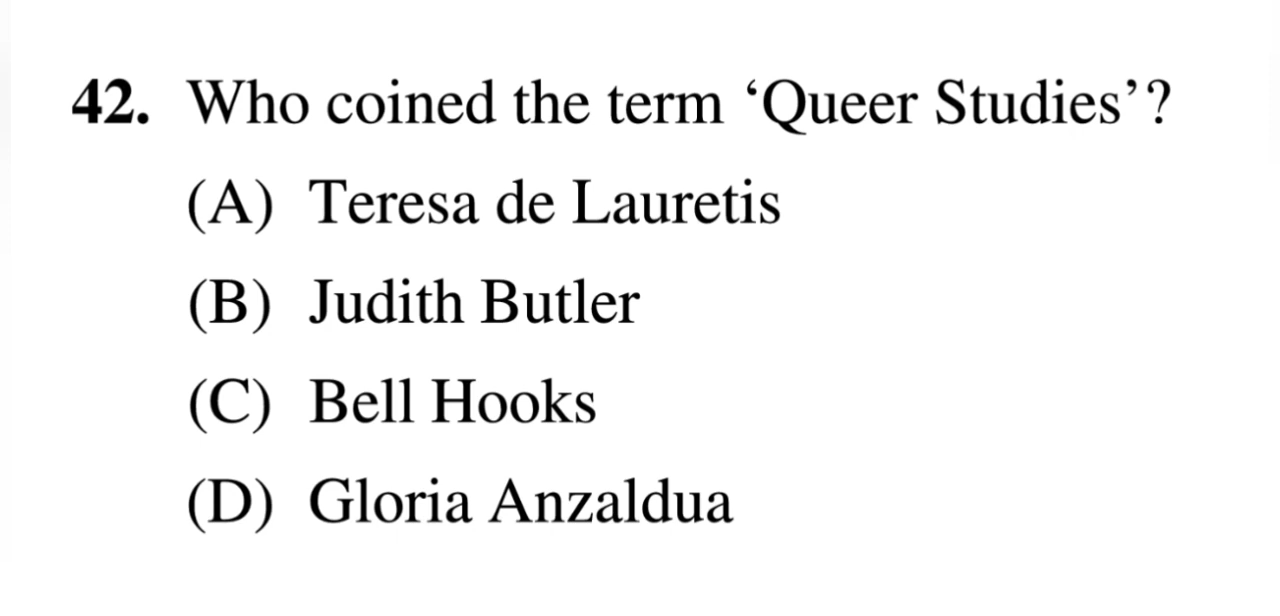 42. Who coined the term ‘Queer Studies’?
(A) Teresa de Lauretis
(B) Judith Butler
(C) Bell Hooks
(D) Gloria Anzaldua